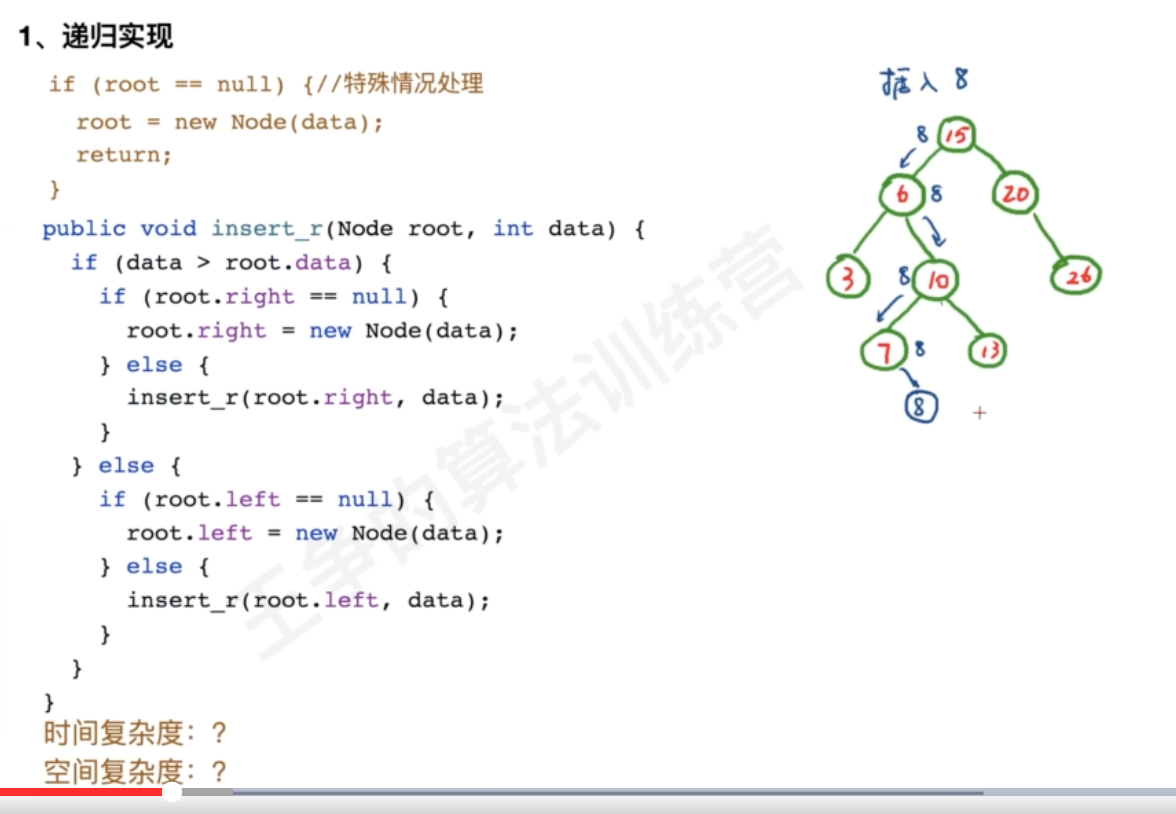 1、递归实现
if (root == null) {//特殊情况处理
root = new Node(data);
return;
}
public void insert_r(Node root, int data) {
if (data > root.data) {
if (root.right == null) {
root.right = new Node(data);
} else {
insert_r(root.right, data);
}
} else {
if (root.left == null) {
root.left = new Node(data);
} else {
insert_r(root.left, data);
}
}
}
时间复杂度：?
空间复杂度：?
插入 8
8 15
6 8 20
3 8 10 26
7 8 13
8
王争的算法训练营